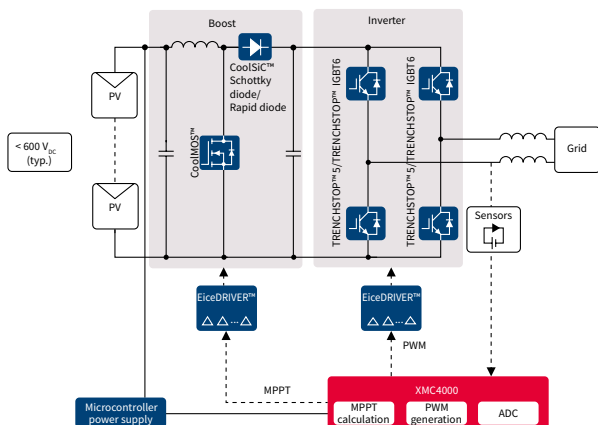 Boost
Inverter
CoolSiC™
Schottky
diode/
Rapid diode
PV
< 600 VDC
(typ.)
CoolMOS™
TRENCHSTOP™ 5/TRENCHSTOP™ IGBT6
TRENCHSTOP™ 5/TRENCHSTOP™ IGBT6
Grid
PV
Sensors
EiceDRIVER™
...
EiceDRIVER™
...
PWM
MPPT
XMC4000
Microcontroller
power supply
MPPT
calculation
PWM
generation
ADC